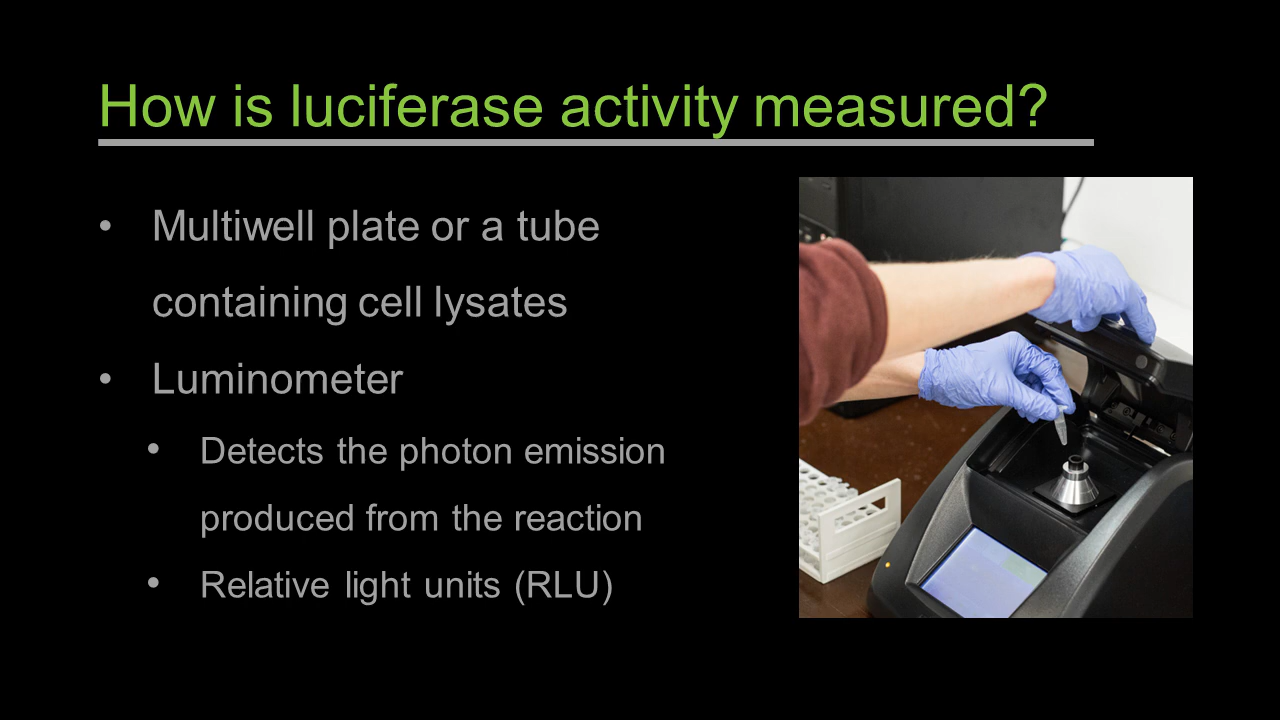 How is luciferase activity measured?
• Multiwell plate or a tube
containing cell lysates
• Luminometer
• Detects the photon emission
produced from the reaction
• Relative light units (RLU)